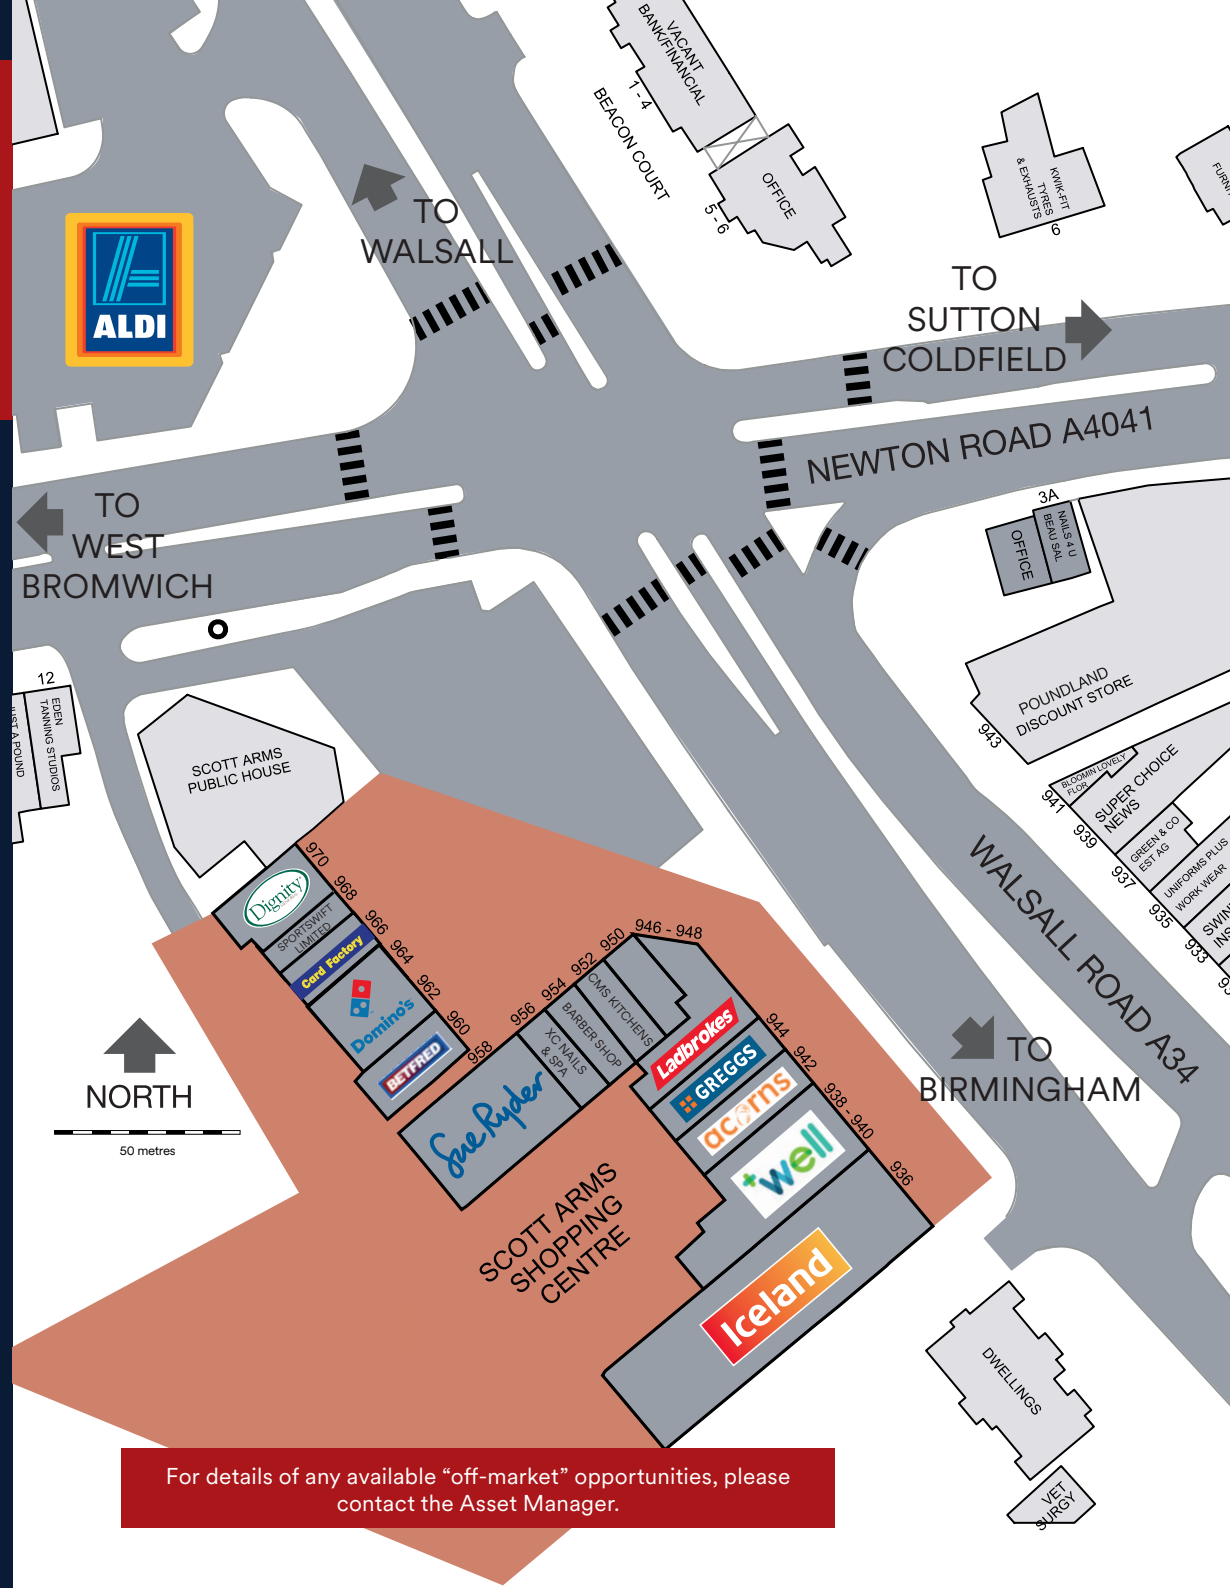 VACANT
BANK/FINANCIAL
1 - 4
BEACON COURT
5 - 6
OFFICE
KWIK-FIT
TYRES
& EXHAUSTS
6
TO
WALSALL
ALDI
TO
SUTTON
COLDFIELD
NEWTON ROAD A4041
TO
WEST
BROMWICH
3A
NAILS 4 U
BEAU SAL
OFFICE
POUNDLAND
DISCOUNT STORE
943
12
EDEN
TANNING STUDIOS
A POUND
SCOTT ARMS
PUBLIC HOUSE
BLOOMIN LOVELY
FLOR
941
SUPER CHOICE
NEWS
939
GREEN & CO
EST AG
937
UNIFORMS PLUS
WORK WEAR
935
933
WALSALL ROAD A34
970
Dignity
968
SPORTSWIFT
LIMITED
966
Card Factory
964
Domino's
962
960
BETFRED
958
956
954
952
950
946 - 948
Sue Ryder
XC NAILS
& SPA
BARBER SHOP
CMS KITCHENS
Ladbrokes
944
GREGGS
942
acorns
938 - 940
well
936
Iceland
SCOTT ARMS
SHOPPING
CENTRE
TO
BIRMINGHAM
NORTH
50 metres
DWELLINGS
VET
SURGY
For details of any available “off-market” opportunities, please
contact the Asset Manager.